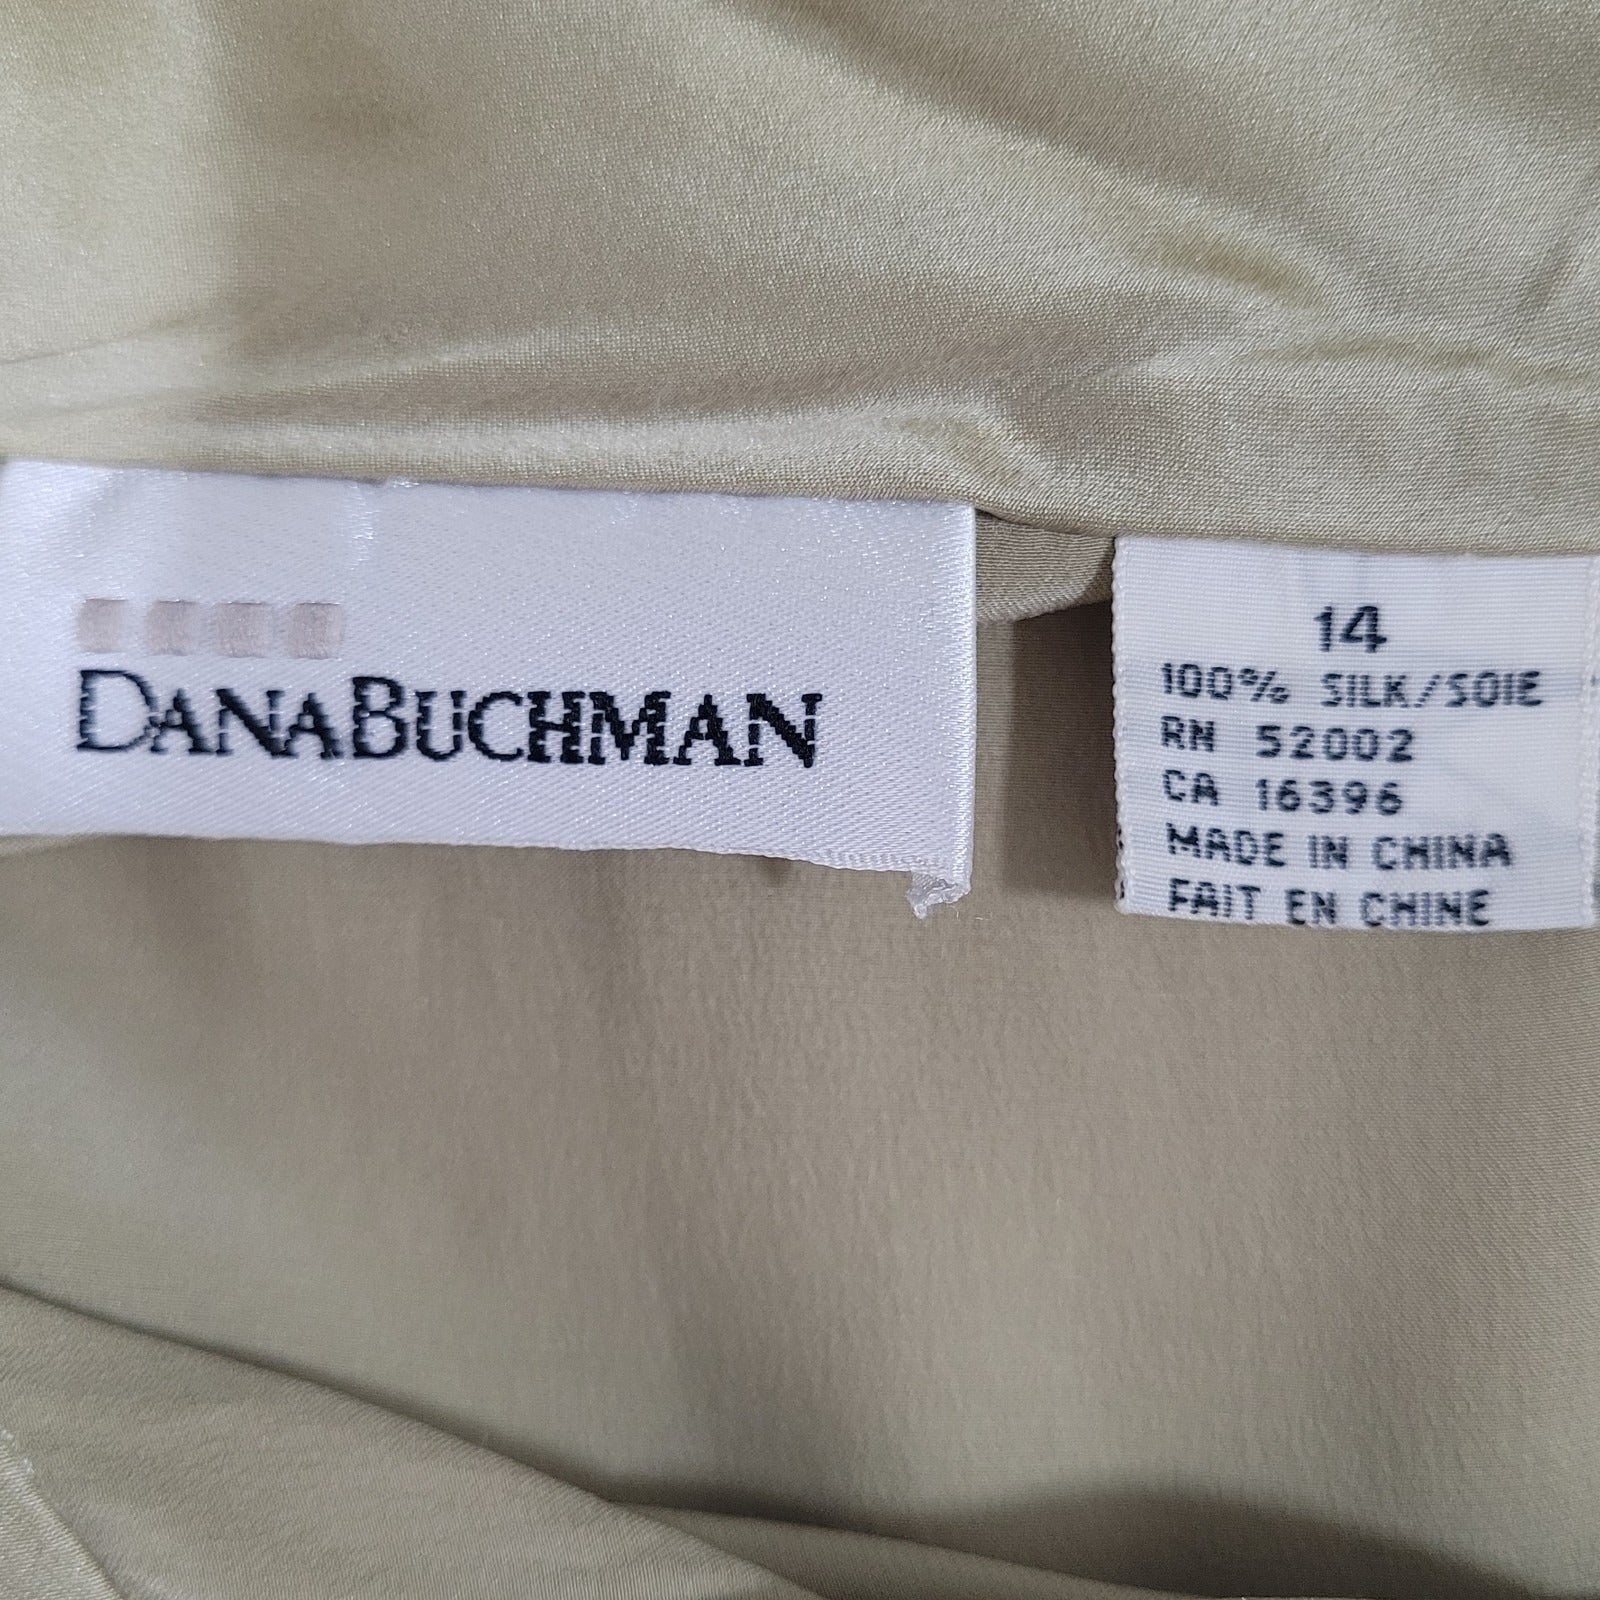 DANABUCHMAN
14
100% SILK/SOIE
RN 52002
CA 16396
MADE IN CHINA
FAIT EN CHINE